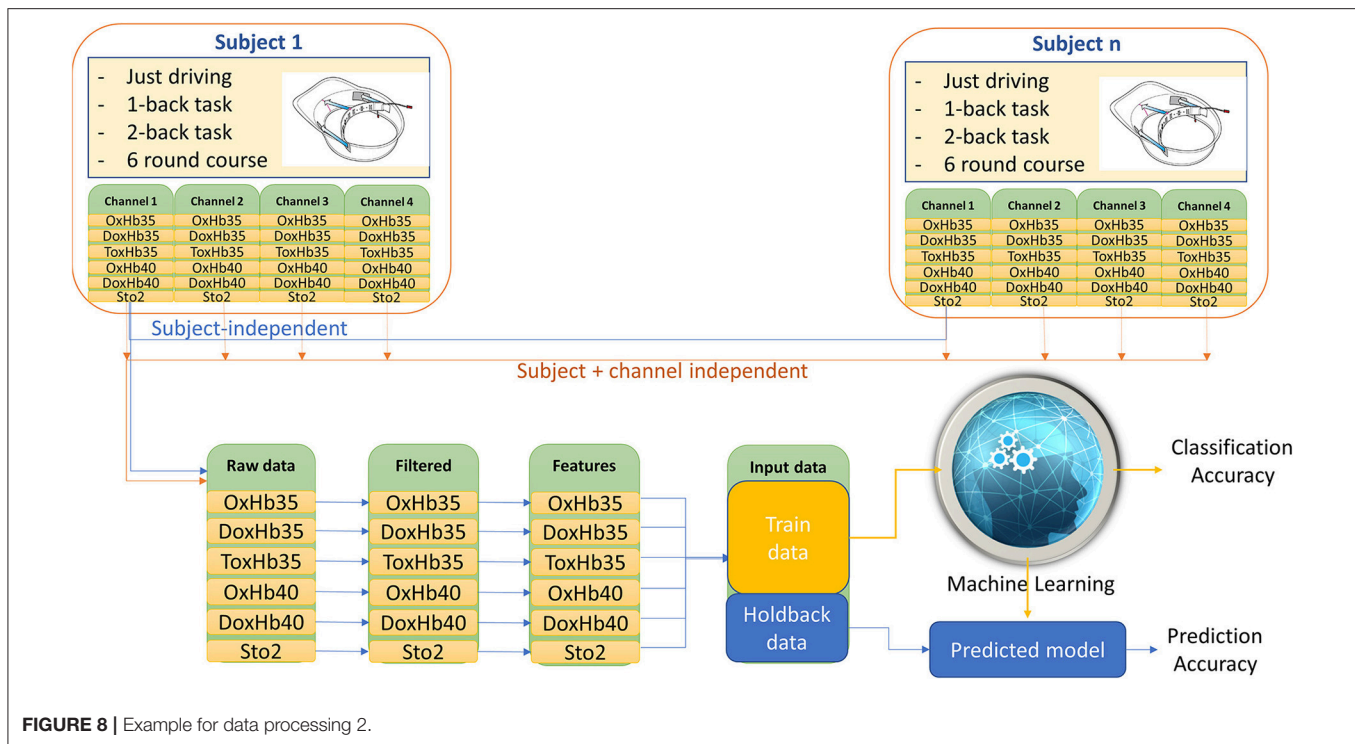 Subject 1
- Just driving
- 1-back task
- 2-back task
- 6 round course
Channel 1 Channel 2 Channel 3 Channel 4
OxHb35 OxHb35 OxHb35 OxHb35
DoxHb35 DoxHb35 DoxHb35 DoxHb35
ToxHb35 ToxHb35 ToxHb35 ToxHb35
OxHb40 OxHb40 OxHb40 OxHb40
DoxHb40 DoxHb40 DoxHb40 DoxHb40
Sto2 Sto2 Sto2 Sto2
Subject n
- Just driving
- 1-back task
- 2-back task
- 6 round course
Channel 1 Channel 2 Channel 3 Channel 4
OxHb35 OxHb35 OxHb35 OxHb35
DoxHb35 DoxHb35 DoxHb35 DoxHb35
ToxHb35 ToxHb35 ToxHb35 ToxHb35
OxHb40 OxHb40 OxHb40 OxHb40
DoxHb40 DoxHb40 DoxHb40 DoxHb40
Sto2 Sto2 Sto2 Sto2
Subject-independent
Subject + channel independent
Raw data
OxHb35
DoxHb35
ToxHb35
OxHb40
DoxHb40
Sto2
Filtered
OxHb35
DoxHb35
ToxHb35
OxHb40
DoxHb40
Sto2
Features
OxHb35
DoxHb35
ToxHb35
OxHb40
DoxHb40
Sto2
Input data
Train
data
Holdback
data
Machine Learning
Predicted model
Classification
Accuracy
Prediction
Accuracy
FIGURE 8 | Example for data processing 2.